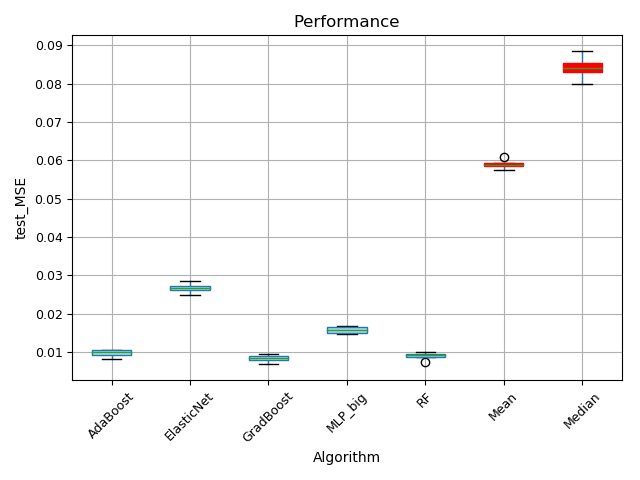 Performance
0.09
0.08
0.07
0.06
0.05
0.04
0.03
0.02
0.01
test_MSE
AdaBoost
ElasticNet
GradBoost
MLP_big
RF
Mean
Median
Algorithm